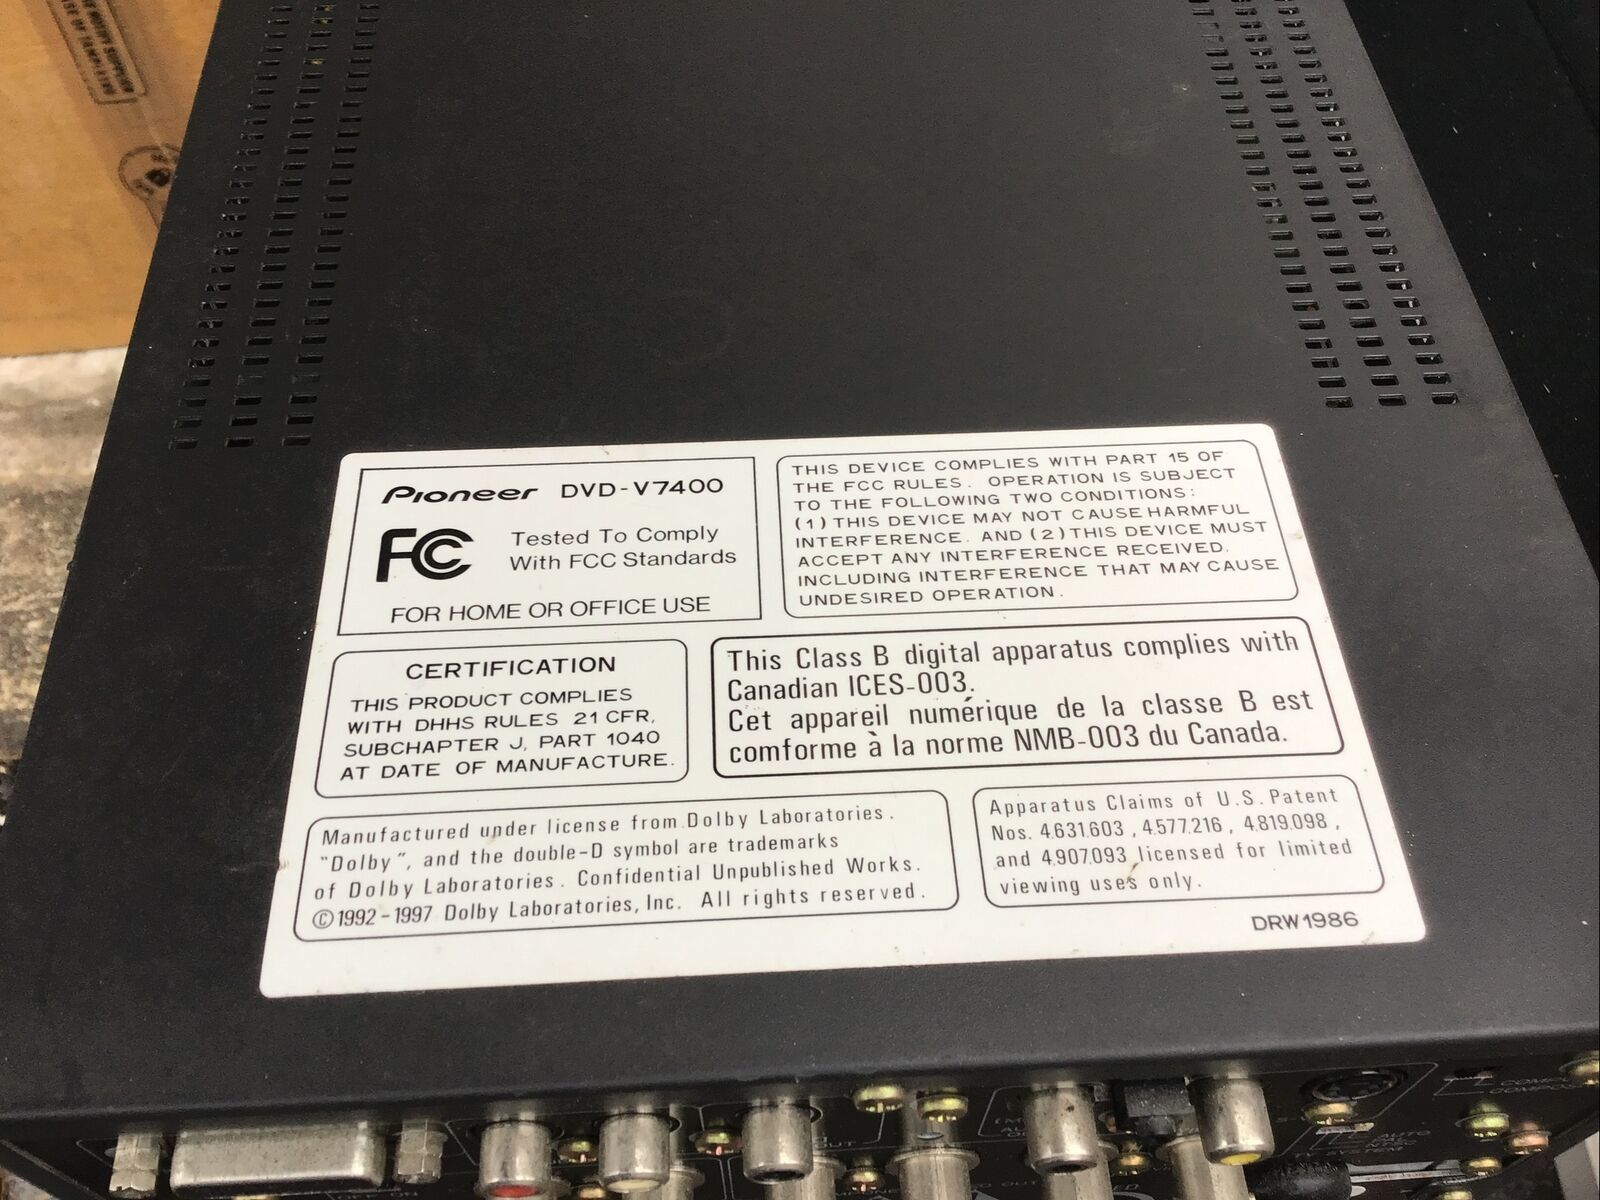 Pioneer DVD-V7400
FCC
Tested To Comply
With FCC Standards
FOR HOME OR OFFICE USE
THIS DEVICE COMPLIES WITH PART 15 OF
THE FCC RULES. OPERATION IS SUBJECT
TO THE FOLLOWING TWO CONDITIONS:
(1) THIS DEVICE MAY NOT CAUSE HARMFUL
INTERFERENCE. AND (2) THIS DEVICE MUST
ACCEPT ANY INTERFERENCE RECEIVED.
INCLUDING INTERFERENCE THAT MAY CAUSE
UNDESIRED OPERATION.
CERTIFICATION
THIS PRODUCT COMPLIES
WITH DHHS RULES 21 CFR,
SUBCHAPTER J, PART 1040
AT DATE OF MANUFACTURE.
This Class B digital apparatus complies with
Canadian ICES-003.
Cet appareil numérique de la classe B est
comforme à la norme NMB-003 du Canada.
Manufactured under license from Dolby Laboratories.
"Dolby", and the double-D symbol are trademarks
of Dolby Laboratories. Confidential Unpublished Works.
©1992-1997 Dolby Laboratories, Inc. All rights reserved.
Apparatus Claims of U.S. Patent
Nos. 4,631,603, 4,577,216, 4,819,098,
and 4,907,093 licensed for limited
viewing uses only.
DRW1986